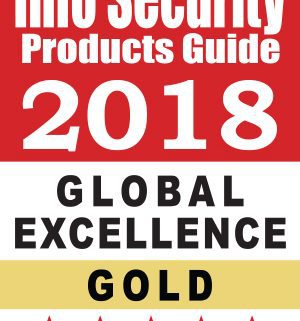 Info Security
Products Guide
2018
GLOBAL
EXCELLENCE
GOLD